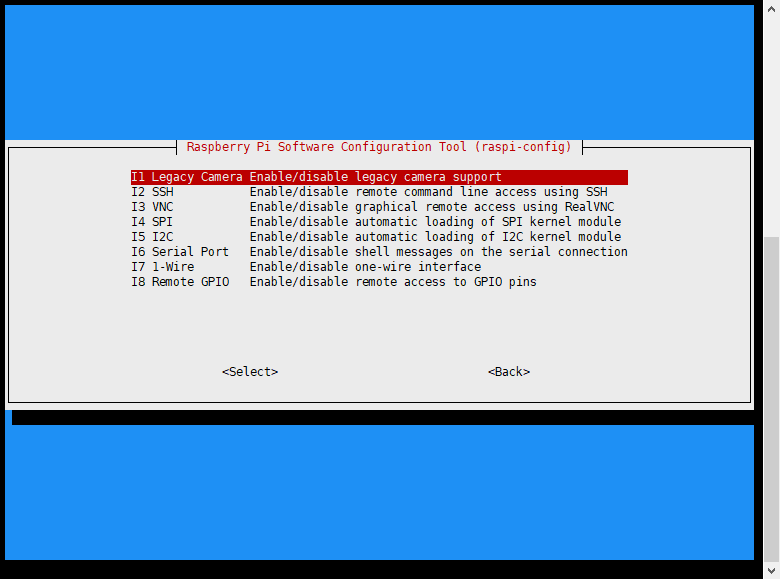 Raspberry Pi Software Configuration Tool (raspi-config)
I1 Legacy Camera Enable/disable legacy camera support
I2 SSH Enable/disable remote command line access using SSH
I3 VNC Enable/disable graphical remote access using RealVNC
I4 SPI Enable/disable automatic loading of SPI kernel module
I5 I2C Enable/disable automatic loading of I2C kernel module
I6 Serial Port Enable/disable shell messages on the serial connection
I7 1-Wire Enable/disable one-wire interface
I8 Remote GPIO Enable/disable remote access to GPIO pins
<Select> <Back>